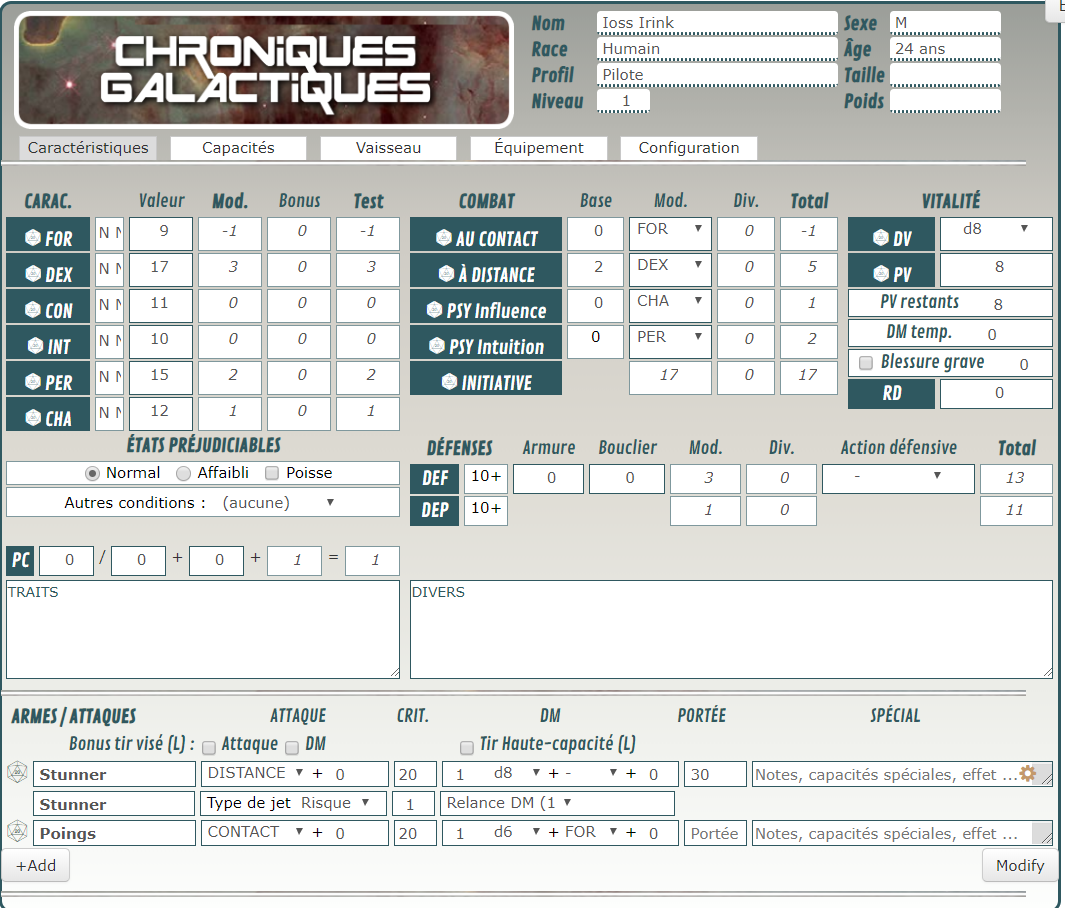 CHRONiQUES
GALACTiQUES
Nom Ioss Irink Sexe M
Race Humain Âge 24 ans
Profil Pilote Taille
Niveau 1 Poids
Caractéristiques Capacités Vaisseau Équipement Configuration
CARAC. Valeur Mod. Bonus Test COMBAT Base Mod. Div. Total VITALITÉ
FOR N 9 -1 0 -1 AU CONTACT 0 FOR 0 -1 DV d8
DEX N 17 3 0 3 À DISTANCE 2 DEX 0 5 PV 8
CON N 11 0 0 0 PSY Influence 0 CHA 0 1 PV restants 8
INT N 10 0 0 0 PSY Intuition 0 PER 0 2 DM temp. 0
PER N 15 2 0 2 INITIATIVE 17 0 17 Blessure grave 0
CHA N 12 1 0 1 RD 0
ÉTATS PRÉJUDICIABLES DÉFENSES Armure Bouclier Mod. Div. Action défensive Total
Normal Affaibli Poisse DEF 10+ 0 0 3 0 - 13
Autres conditions : (aucune) DEP 10+ 1 0 11
PC 0 / 0 + 0 + 1 = 1
TRAITS DIVERS
ARMES / ATTAQUES ATTAQUE CRIT. DM PORTÉE SPÉCIAL
Bonus tir visé (L) : Attaque DM Tir Haute-capacité (L)
Stunner DISTANCE + 0 20 1 d8 + - + 0 30 Notes, capacités spéciales, effet ...
Stunner Type de jet Risque 1 Relance DM (1
Poings CONTACT + 0 20 1 d6 + FOR + 0 Portée Notes, capacités spéciales, effet ...
+Add Modify